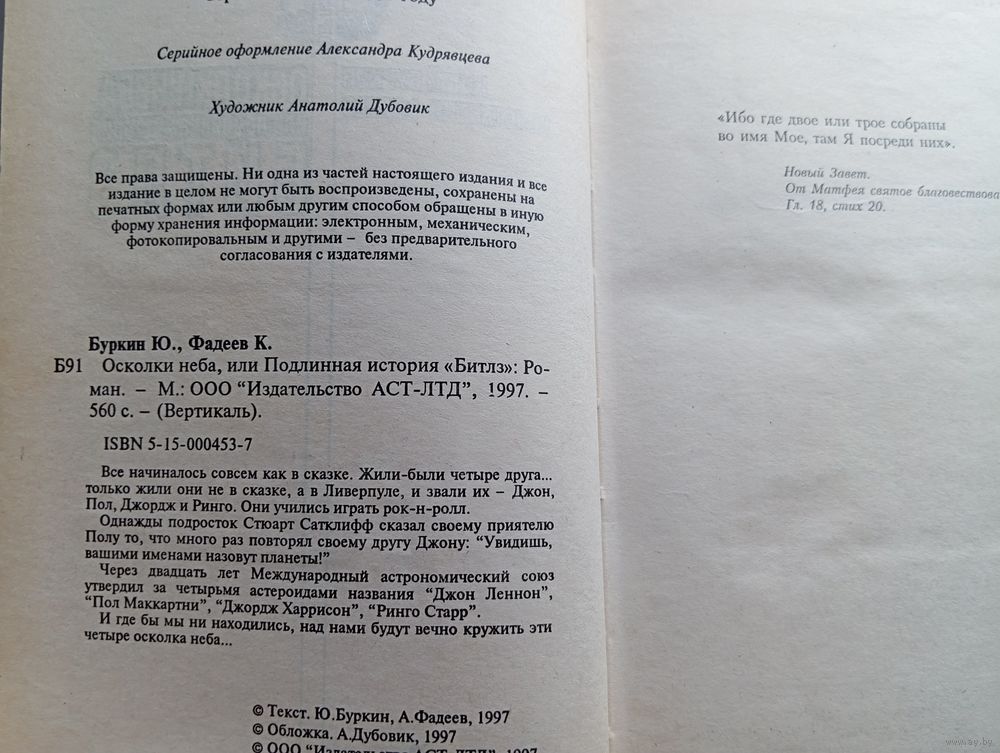 году
Серийное оформление Александра Кудрявцева
Художник Анатолий Дубовик
Все права защищены. Ни одна из частей настоящего издания и все
издание в целом не могут быть воспроизведены, сохранены на
печатных формах или любым другим способом обращены в иную
форму хранения информации: электронным, механическим,
фотокопировальным и другими – без предварительного
согласования с издателями.
Буркин Ю., Фадеев К.
Б91 Осколки неба, или Подлинная история «Битлз»: Ро-
ман. – М.: ООО "Издательство АСТ-ЛТД", 1997. –
560 с. – (Вертикаль).
ISBN 5-15-000453-7
Все начиналось совсем как в сказке. Жили-были четыре друга...
только жили они не в сказке, а в Ливерпуле, и звали их – Джон,
Пол, Джордж и Ринго. Они учились играть рок-н-ролл.
Однажды подросток Стюарт Сатклифф сказал своему приятелю
Полу то, что много раз повторял своему другу Джону: "Увидишь,
вашими именами назовут планеты!"
Через двадцать лет Международный астрономический союз
утвердил за четырьмя астероидами названия "Джон Леннон",
"Пол Маккартни", "Джордж Харрисон", "Ринго Старр".
И где бы мы ни находились, над нами будут вечно кружить эти
четыре осколка неба...
© Текст. Ю.Буркин, А.Фадеев, 1997
© Обложка. А.Дубовик, 1997
© ООО "Издательство АСТ-ЛТД", 1997
«Ибо где двое или трое собраны
во имя Мое, там Я посреди них».
Новый Завет.
От Матфея святое благовествова
Гл. 18, стих 20.
www.ay.by